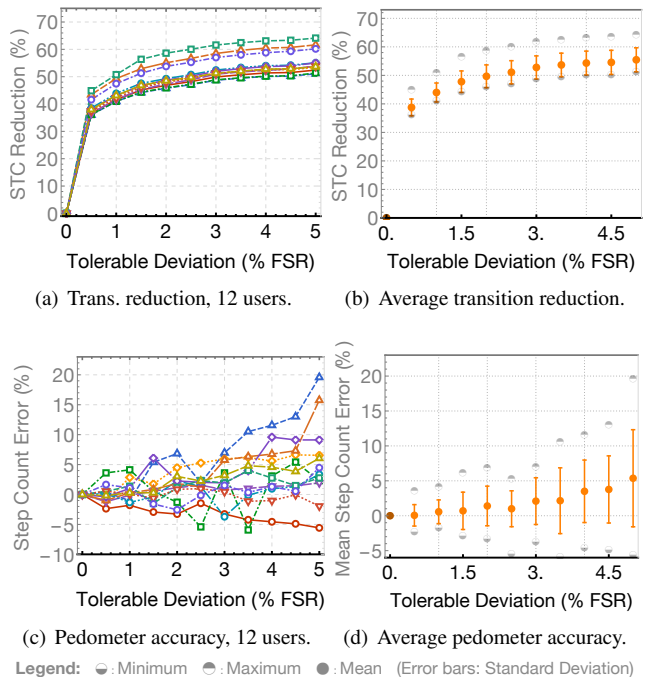 STC Reduction (%)
70
60
50
40
30
20
10
0
0 1 2 3 4 5
Tolerable Deviation (% FSR)
(a) Trans. reduction, 12 users.
STC Reduction (%)
70
60
50
40
30
20
10
0
0. 1.5 3. 4.5
Tolerable Deviation (% FSR)
(b) Average transition reduction.
Step Count Error (%)
20
15
10
5
0
−5
−10
0 1 2 3 4 5
Tolerable Deviation (% FSR)
(c) Pedometer accuracy, 12 users.
Mean Step Count Error (%)
20
15
10
5
0
−5
0. 1.5 3. 4.5
Tolerable Deviation (% FSR)
(d) Average pedometer accuracy.
Legend: : Minimum : Maximum : Mean (Error bars: Standard Deviation)